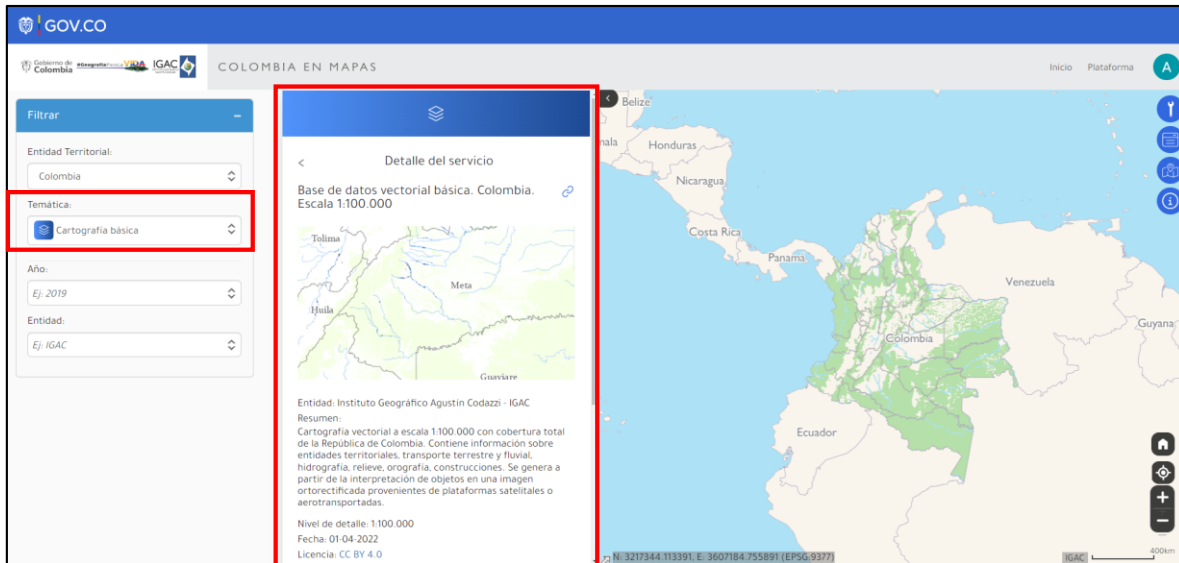 GOV.CO
Gobierno de
Colombia
VIDA
IGAC
COLOMBIA EN MAPAS
Inicio
Plataforma
A
Filtrar
Entidad Territorial:
Colombia
Temática:
Cartografía básica
Año:
Ej: 2019
Entidad:
Ej: IGAC
Detalle del servicio
Base de datos vectorial básica. Colombia.
Escala 1:100.000
Tolima
Meta
Huila
Guaviare
Entidad: Instituto Geográfico Agustín Codazzi - IGAC
Resumen:
Cartografía vectorial a escala 1:100.000 con cobertura total
de la República de Colombia. Contiene información sobre
entidades territoriales, transporte terrestre y fluvial,
hidrografía, relieve, orografía, construcciones. Se genera a
partir de la interpretación de objetos en una imagen
ortorectificada provenientes de plataformas satelitales o
aerotransportadas.
Nivel de detalle: 1:100.000
Fecha: 01-04-2022
Licencia: CC BY 4.0
Belize
mala
Honduras
Nicaragua
Costa Rica
Panamá
Venezuela
Guyana
Colombia
Ecuador
N: 3217344.113391, E: 3607184.755891 (EPSG:9377)
IGAC
400km